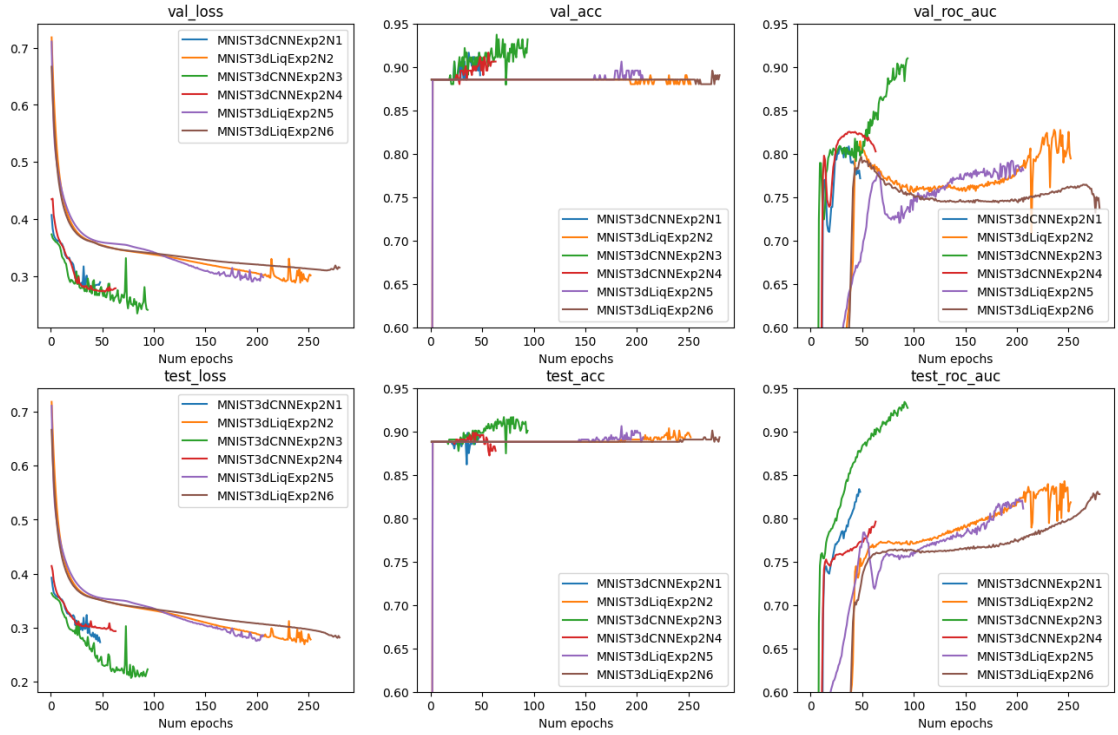 val_loss
0.7
0.6
0.5
0.4
0.3
MNIST3dCNNExp2N1
MNIST3dLiqExp2N2
MNIST3dCNNExp2N3
MNIST3dCNNExp2N4
MNIST3dLiqExp2N5
MNIST3dLiqExp2N6
0 50 100 150 200 250
Num epochs
val_acc
0.95
0.90
0.85
0.80
0.75
0.70
0.65
0.60
MNIST3dCNNExp2N1
MNIST3dLiqExp2N2
MNIST3dCNNExp2N3
MNIST3dCNNExp2N4
MNIST3dLiqExp2N5
MNIST3dLiqExp2N6
0 50 100 150 200 250
Num epochs
val_roc_auc
0.95
0.90
0.85
0.80
0.75
0.70
0.65
0.60
MNIST3dCNNExp2N1
MNIST3dLiqExp2N2
MNIST3dCNNExp2N3
MNIST3dCNNExp2N4
MNIST3dLiqExp2N5
MNIST3dLiqExp2N6
0 50 100 150 200 250
Num epochs
test_loss
0.7
0.6
0.5
0.4
0.3
0.2
MNIST3dCNNExp2N1
MNIST3dLiqExp2N2
MNIST3dCNNExp2N3
MNIST3dCNNExp2N4
MNIST3dLiqExp2N5
MNIST3dLiqExp2N6
0 50 100 150 200 250
Num epochs
test_acc
0.95
0.90
0.85
0.80
0.75
0.70
0.65
0.60
MNIST3dCNNExp2N1
MNIST3dLiqExp2N2
MNIST3dCNNExp2N3
MNIST3dCNNExp2N4
MNIST3dLiqExp2N5
MNIST3dLiqExp2N6
0 50 100 150 200 250
Num epochs
test_roc_auc
0.95
0.90
0.85
0.80
0.75
0.70
0.65
0.60
MNIST3dCNNExp2N1
MNIST3dLiqExp2N2
MNIST3dCNNExp2N3
MNIST3dCNNExp2N4
MNIST3dLiqExp2N5
MNIST3dLiqExp2N6
0 50 100 150 200 250
Num epochs